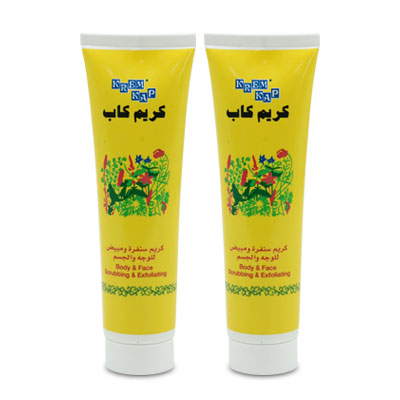 KREM
KAP
كريم كاب
كريم سنفرة ومبيض
للوجه والجسم
Body & Face
Scrubbing & Exfoliating
KREM
KAP
كريم كاب
كريم سنفرة ومبيض
للوجه والجسم
Body & Face
Scrubbing & Exfoliating